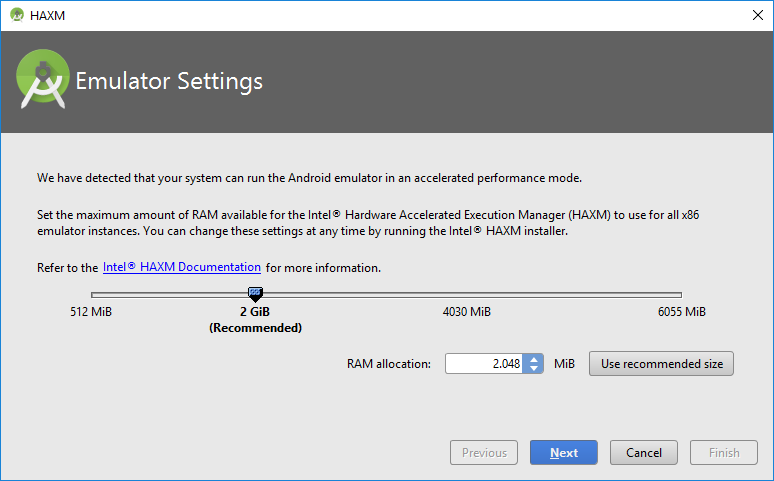 HAXM
Emulator Settings
We have detected that your system can run the Android emulator in an accelerated performance mode.
Set the maximum amount of RAM available for the Intel® Hardware Accelerated Execution Manager (HAXM) to use for all x86
emulator instances. You can change these settings at any time by running the Intel® HAXM installer.
Refer to the Intel® HAXM Documentation for more information.
512 MiB 2 GiB 4030 MiB 6055 MiB
(Recommended)
RAM allocation: 2.048 MiB Use recommended size
Previous Next Cancel Finish